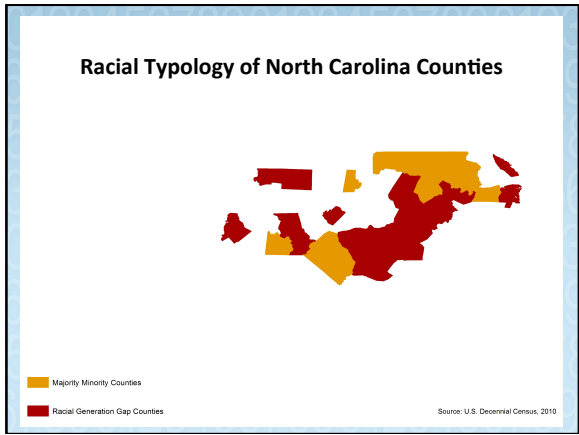 Racial Typology of North Carolina Counties
Majority Minority Counties
Racial Generation Gap Counties
Source: U.S. Decennial Census, 2010